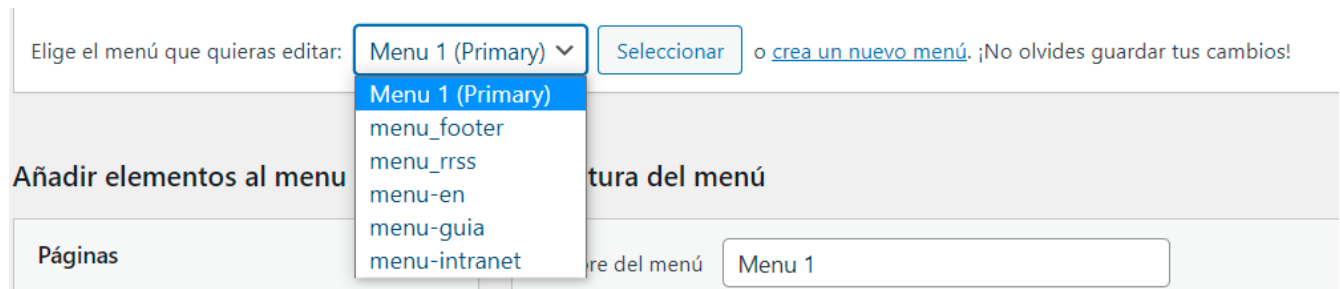 Elige el menú que quieras editar: Menu 1 (Primary) Seleccionar o crea un nuevo menú. ¡No olvides guardar tus cambios!
Menu 1 (Primary)
menu_footer
menu_rrss
menu-en
menu-guia
menu-intranet
Añadir elementos al menu tura del menú
Páginas
re del menú Menu 1